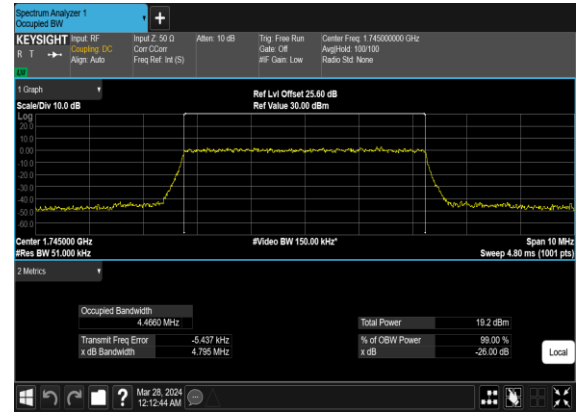 Spectrum Analyzer 1
Occupied BW
+
KEYSIGHT
R T
LW
Input: RF
Coupling: DC
Align: Auto
Input Z: 50 Ω
Corr CCorr
Freq Ref: Int (S)
Atten: 10 dB
Trig: Free Run
Gate: Off
#IF Gain: Low
Center Freq: 1.745000000 GHz
Avg|Hold: 100/100
Radio Std: None
1 Graph
Scale/Div 10.0 dB
Ref Lvl Offset 25.60 dB
Ref Value 30.00 dBm
Log
20.0
10.0
0.00
-10.0
-20.0
-30.0
-40.0
-50.0
-60.0
Center 1.745000 GHz
#Video BW 150.00 kHz*
Span 10 MHz
#Res BW 51.000 kHz
Sweep 4.80 ms (1001 pts)
2 Metrics
Occupied Bandwidth
4.4660 MHz
Total Power 19.2 dBm
Transmit Freq Error -5.437 kHz
% of OBW Power 99.00 %
x dB Bandwidth 4.795 MHz
x dB -26.00 dB
Local
?
Mar 28, 2024
12:12:44 AM